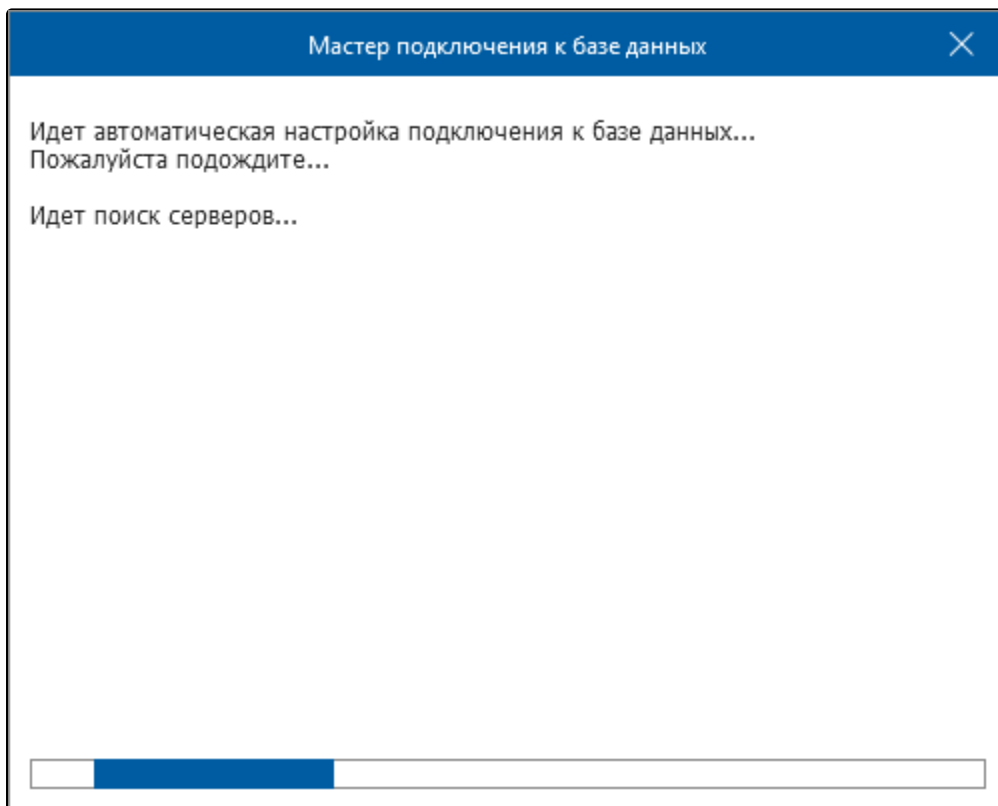 Мастер подключения к базе данных
Идет автоматическая настройка подключения к базе данных...
Пожалуйста подождите...
Идет поиск серверов...